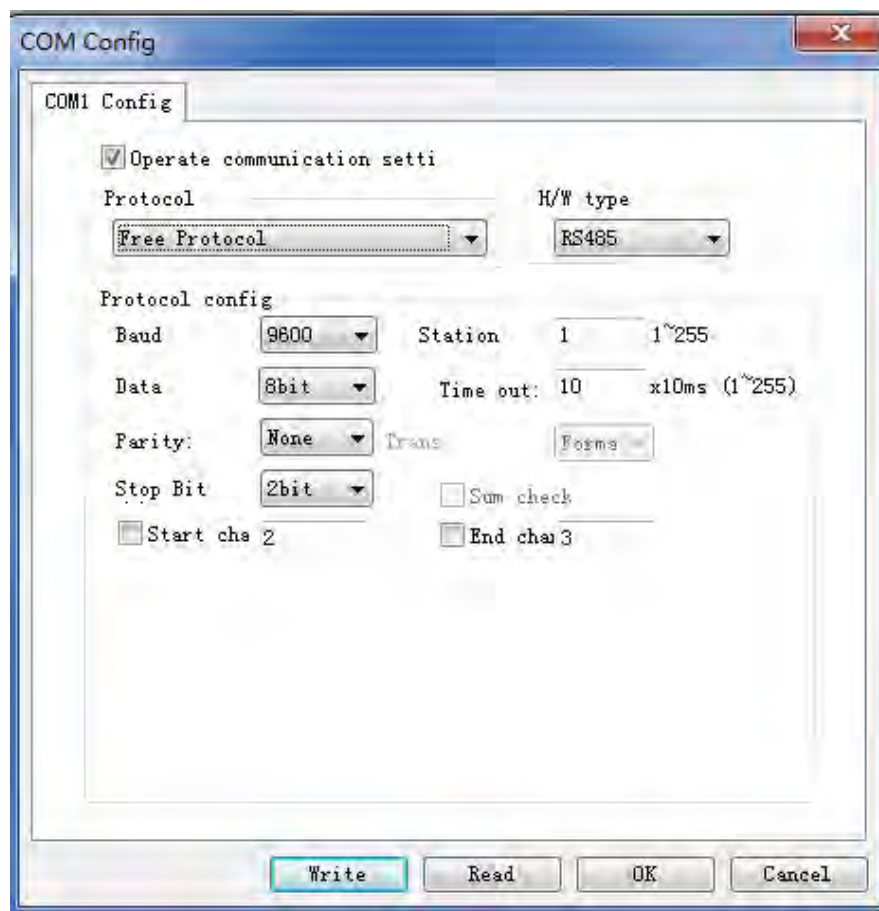 COM Config
COM1 Config
Operate communication setti
Protocol
H/W type
Free Protocol
RS485
Protocol config
Baud 9600 Station 1 1~255
Data 8bit Time out: 10 x10ms (1~255)
Parity: None Trans Forma
Stop Bit 2bit Sum check
Start cha 2 End cha 3
Write Read OK Cancel